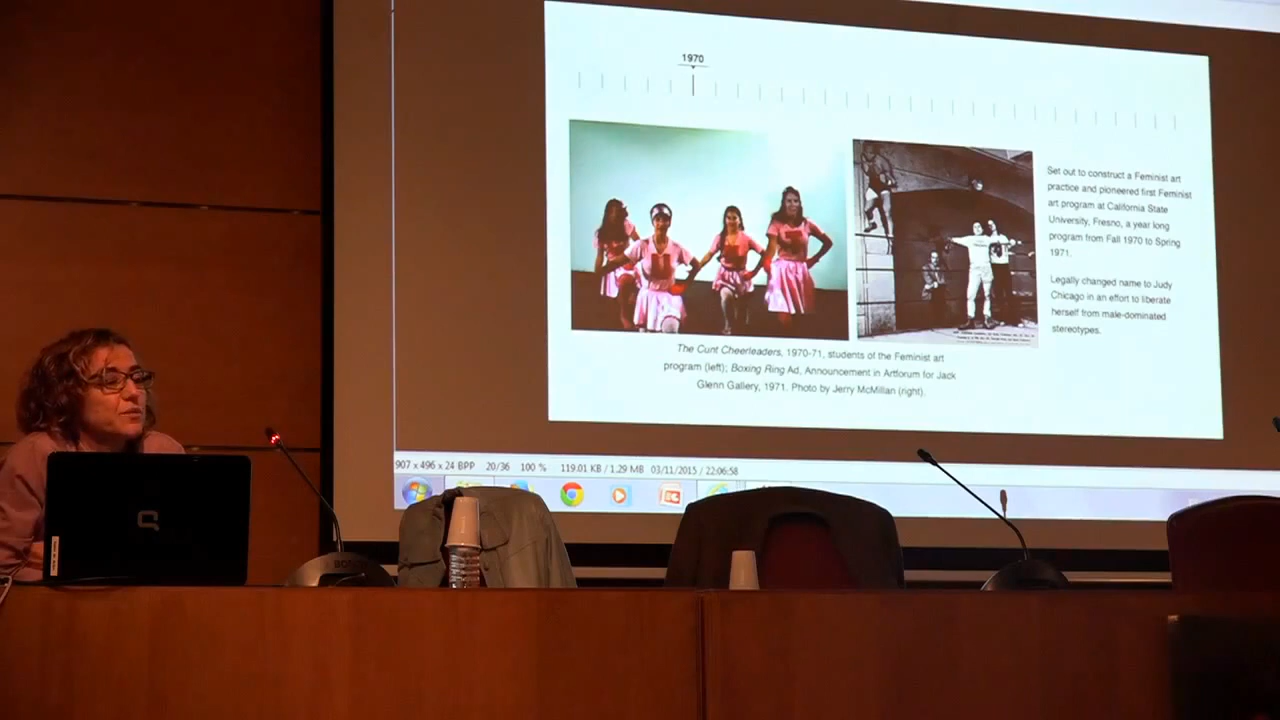 1970
Set out to construct a Feminist art
practice and pioneered first Feminist
art program at California State
University, Fresno, a year long
program from Fall 1970 to Spring
1971.
Legally changed name to Judy
Chicago in an effort to liberate
herself from male-dominated
stereotypes.
The Cunt Cheerleaders, 1970-71, students of the Feminist art
program (left); Boxing Ring Ad, Announcement in Artforum for Jack
Glenn Gallery, 1971. Photo by Jerry McMillan (right).
907 x 496 x 24 BPP 20/36 100 % 119.01 KB / 1.29 MB 03/11/2015 / 22:06:58